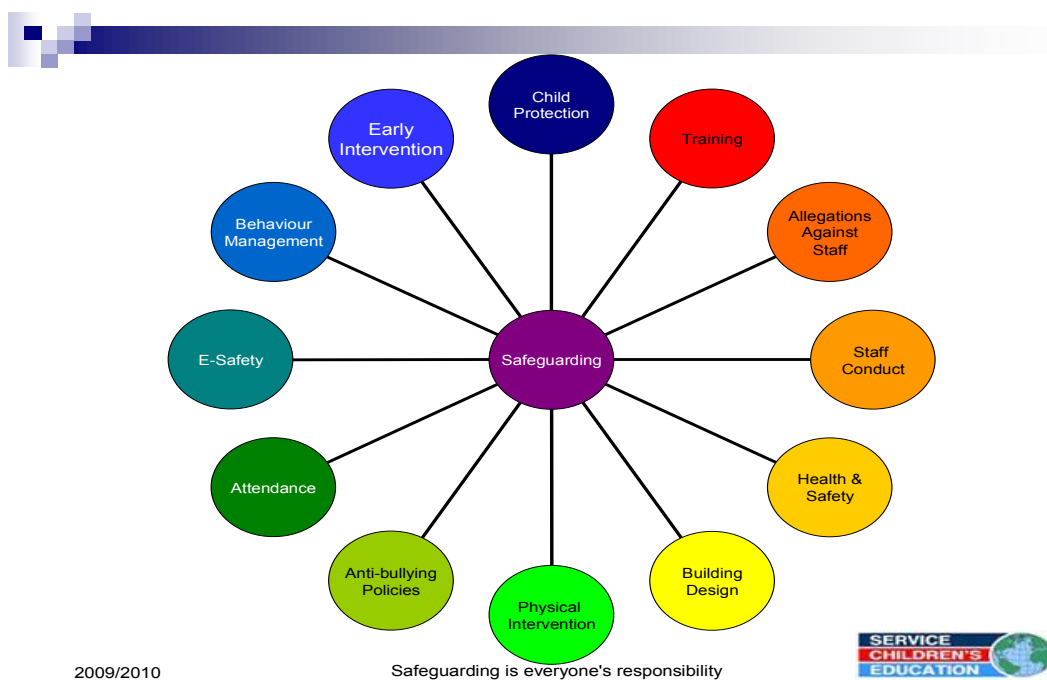 Child
Protection
Training
Allegations
Against
Staff
Staff
Conduct
Health &
Safety
Building
Design
Physical
Intervention
Anti-bullying
Policies
Attendance
E-Safety
Behaviour
Management
Early
Intervention
Safeguarding
2009/2010
Safeguarding is everyone's responsibility
SERVICE
CHILDREN'S
EDUCATION